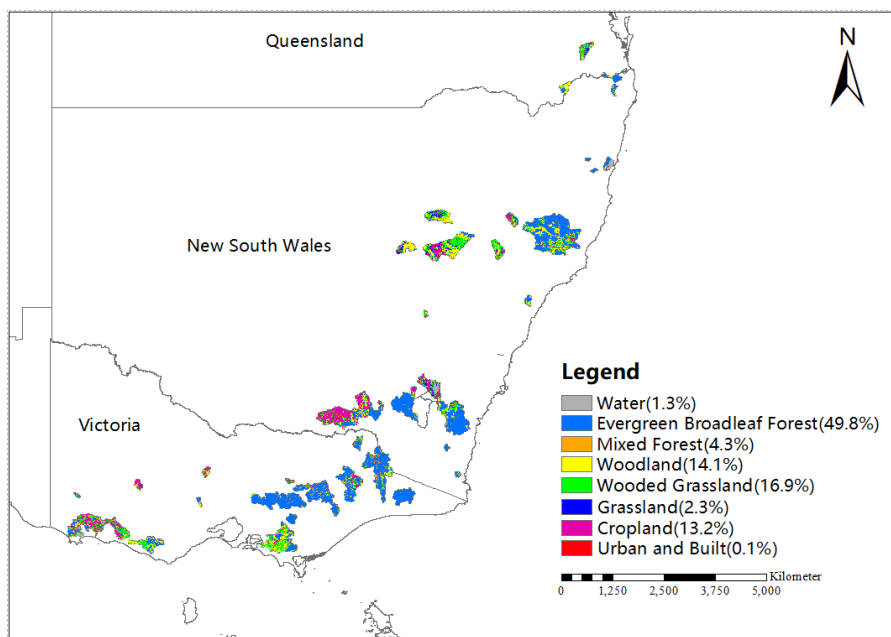 Queensland
N
New South Wales
Victoria
Legend
Water(1.3%)
Evergreen Broadleaf Forest(49.8%)
Mixed Forest(4.3%)
Woodland(14.1%)
Wooded Grassland(16.9%)
Grassland(2.3%)
Cropland(13.2%)
Urban and Built(0.1%)
Kilometer
0 1,250 2,500 3,750 5,000